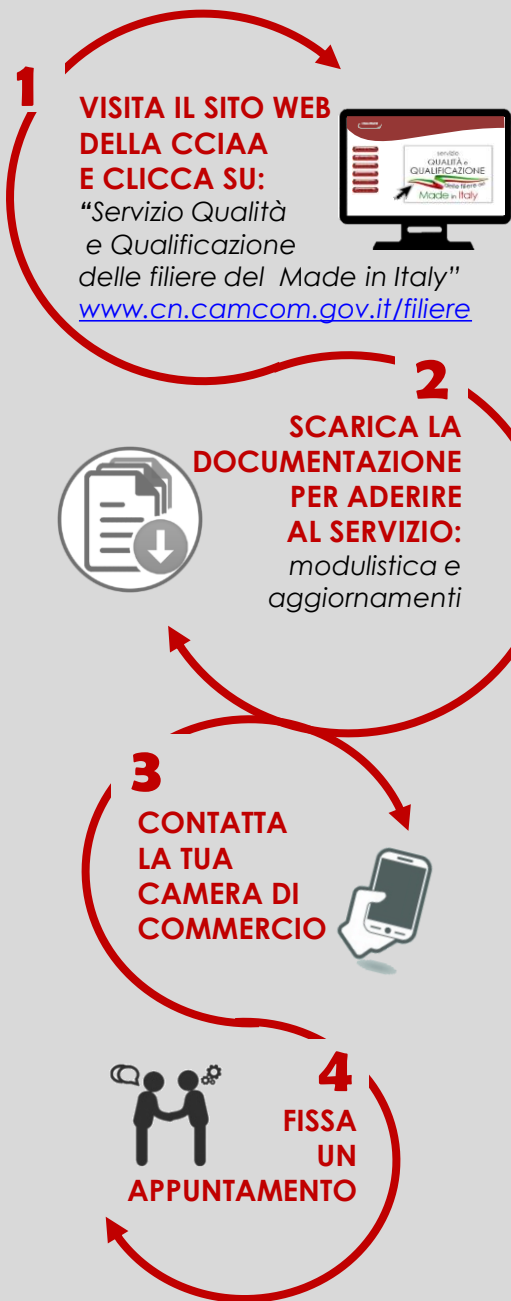 1
VISITA IL SITO WEB
DELLA CCIAA
E CLICCA SU:
“Servizio Qualità
e Qualificazione
delle filiere del Made in Italy”
www.cn.camcom.gov.it/filiere
servizio
QUALITÀ e
QUALIFICAZIONE
delle filiere del
Made in Italy
2
SCARICA LA
DOCUMENTAZIONE
PER ADERIRE
AL SERVIZIO:
modulistica e
aggiornamenti
3
CONTATTA
LA TUA
CAMERA DI
COMMERCIO
4
FISSA
UN
APPUNTAMENTO